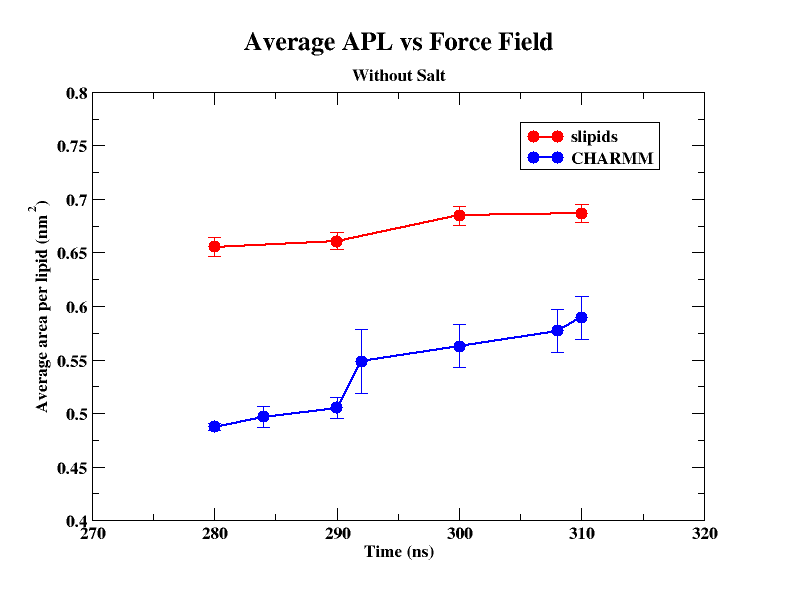 Average APL vs Force Field
Without Salt
0.8
0.75
0.7
0.65
0.6
0.55
0.5
0.45
0.4
Average area per lipid (nm²)
slipids
CHARMM
270 280 290 300 310 320
Time (ns)